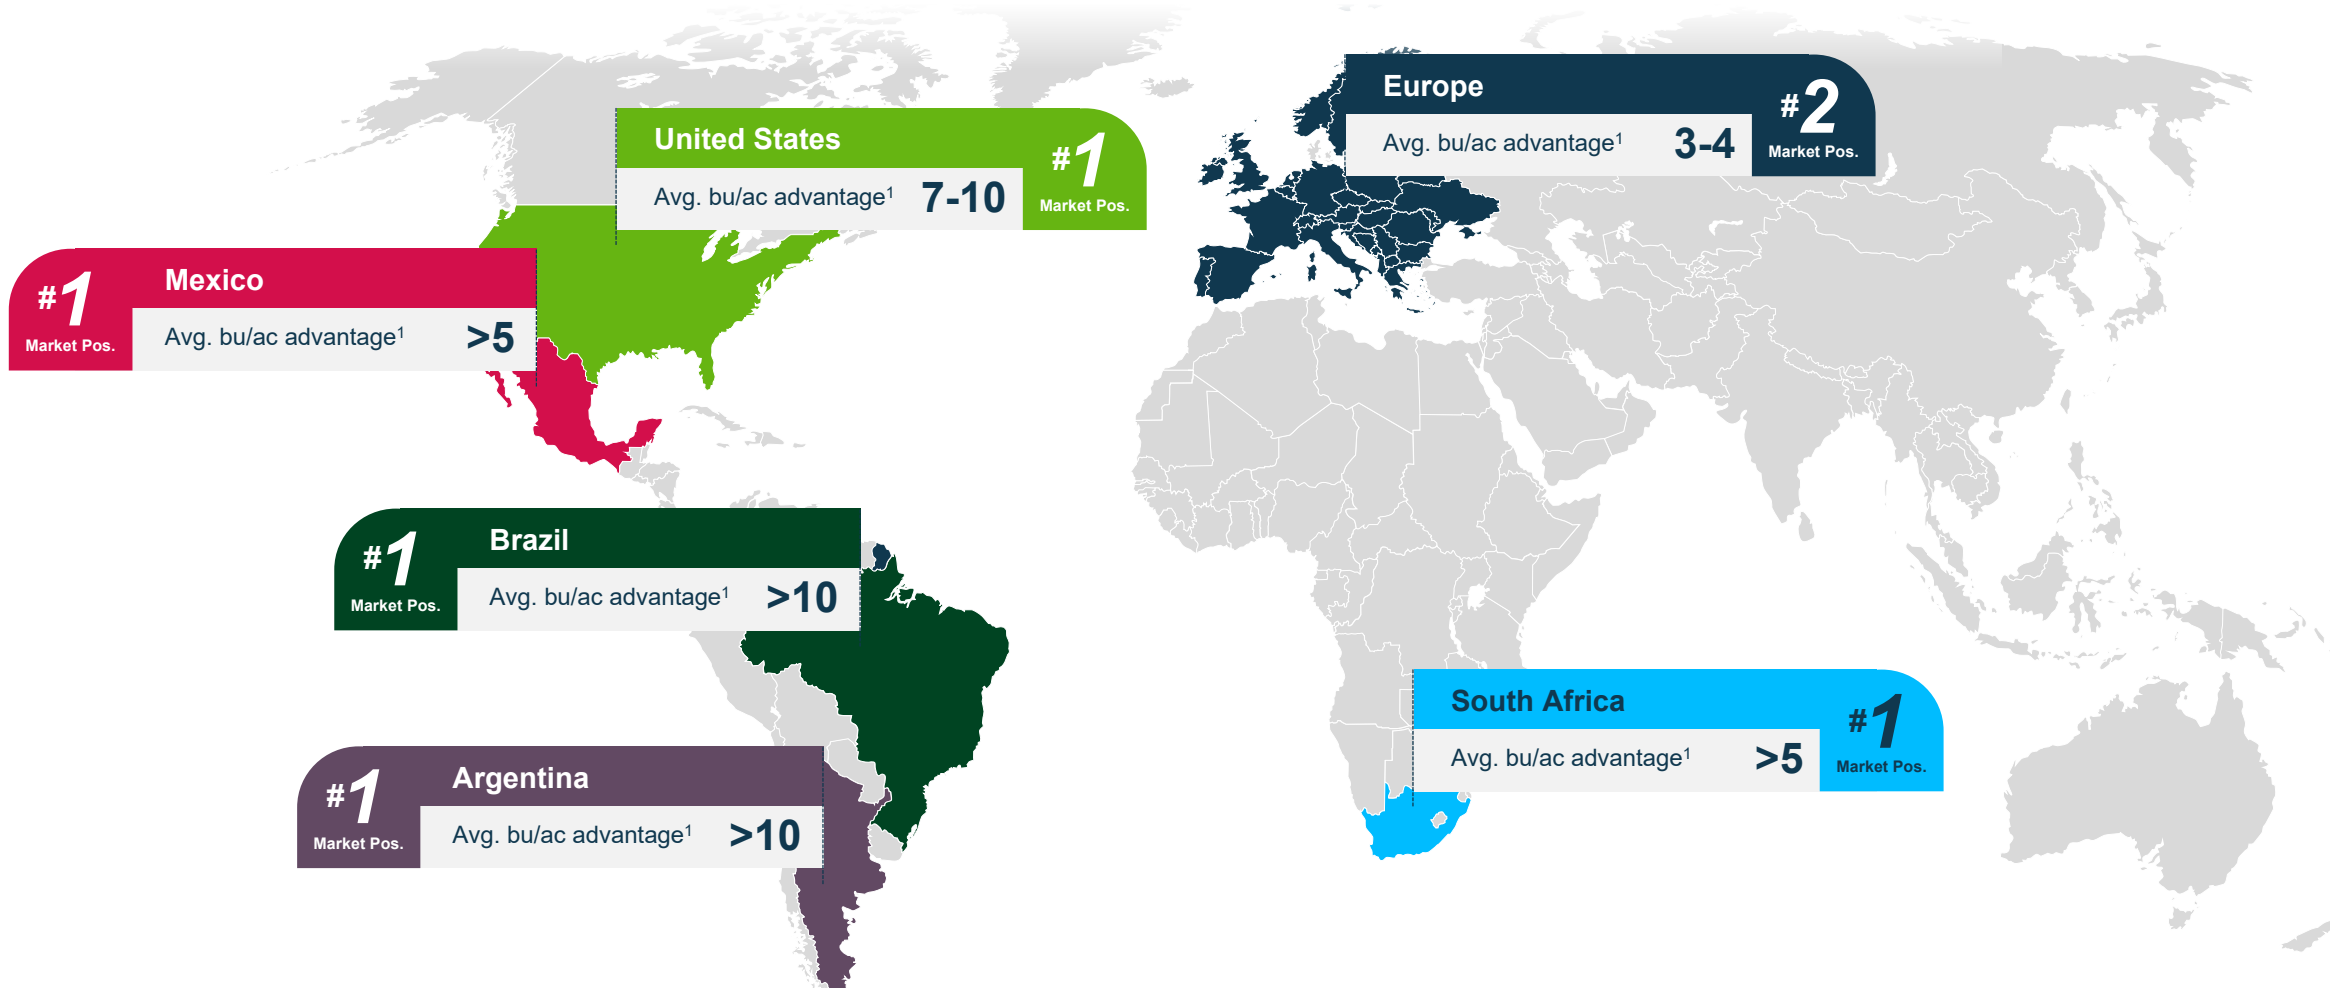 Europe
Avg. bu/ac advantage¹ 3-4
#2
Market Pos.
United States
Avg. bu/ac advantage¹ 7-10
#1
Market Pos.
#1
Market Pos.
Mexico
Avg. bu/ac advantage¹ >5
#1
Market Pos.
Brazil
Avg. bu/ac advantage¹ >10
South Africa
Avg. bu/ac advantage¹ >5
#1
Market Pos.
#1
Market Pos.
Argentina
Avg. bu/ac advantage¹ >10